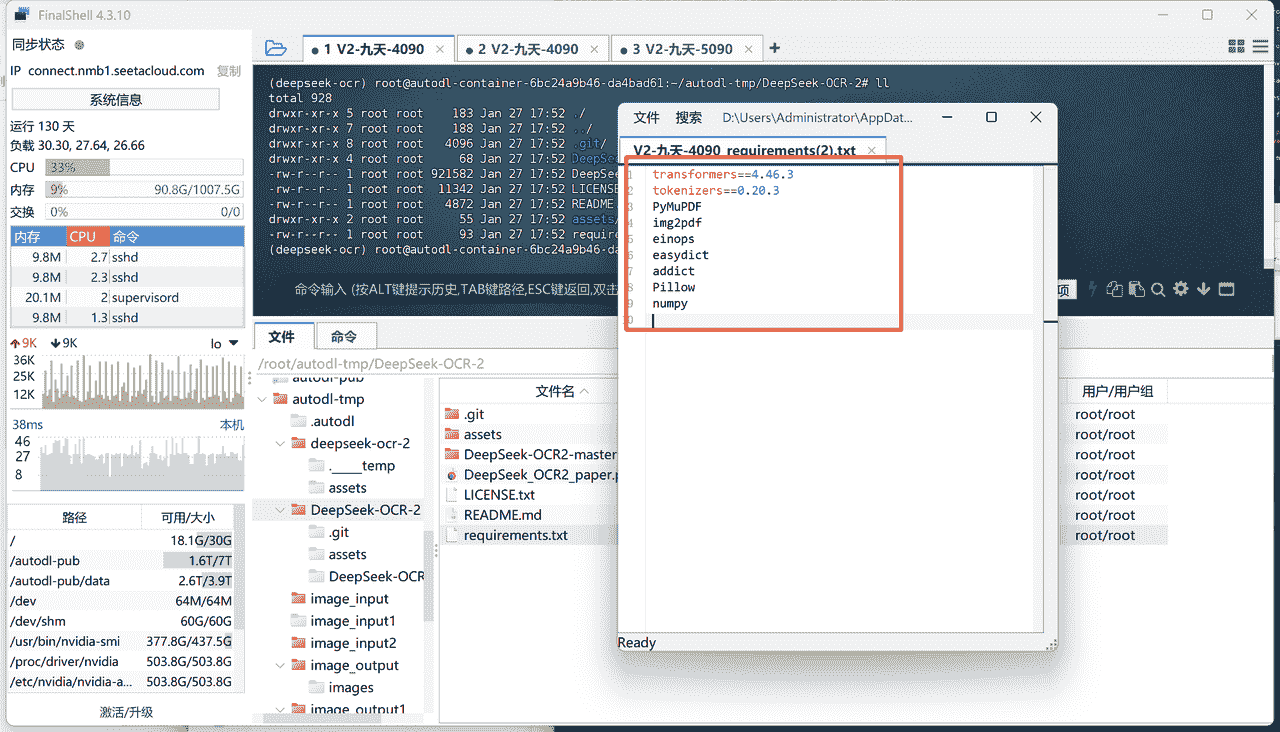 FinalShell 4.3.10
同步状态
IP connect.nmb1.seetacloud.com 复制
系统信息
运行 130 天
负载 30.30, 27.64, 26.66
CPU 33%
内存 9% 90.8G/1007.5G
交换 0% 0/0
内存 CPU 命令
9.8M 2.7 sshd
9.8M 2.3 sshd
20.1M 2 supervisord
9.8M 1.3 sshd
9K 9K lo
36K
25K
12K
38ms 本机
46
27
8
路径 可用/大小
/ 18.1G/30G
/autodl-pub 1.6T/7T
/autodl-pub/data 2.6T/3.9T
/dev 64M/64M
/dev/shm 60G/60G
/usr/bin/nvidia-smi 377.8G/437.5G
/proc/driver/nvidia 503.8G/503.8G
/etc/nvidia/nvidia-a... 503.8G/503.8G
激活/升级
1 V2-九天-4090 2 V2-九天-4090 3 V2-九天-5090
(deepseek-ocr) root@autodl-container-6bc24a9b46-da4bad61:~/autodl-tmp/DeepSeek-OCR-2# ll
total 928
drwxr-xr-x 5 root root 183 Jan 27 17:52 ./
drwxr-xr-x 7 root root 188 Jan 27 17:52 ../
drwxr-xr-x 8 root root 4096 Jan 27 17:52 .git/
drwxr-xr-x 4 root root 68 Jan 27 17:52 DeepSe
-rw-r--r-- 1 root root 921582 Jan 27 17:52 DeepSe
-rw-r--r-- 1 root root 11342 Jan 27 17:52 LICENSE
-rw-r--r-- 1 root root 4872 Jan 27 17:52 README
drwxr-xr-x 2 root root 55 Jan 27 17:52 assets/
-rw-r--r-- 1 root root 93 Jan 27 17:52 requir
(deepseek-ocr) root@autodl-container-6bc24a9b46-da
命令输入 (按ALT键提示历史,TAB键路径,ESC键返回,双击
项
文件 命令
/root/autodl-tmp/DeepSeek-OCR-2
autodl-pub
autodl-tmp
.autodl
deepseek-ocr-2
.____temp
assets
DeepSeek-OCR-2
.git
assets
DeepSeek-OCR
image_input
image_input1
image_input2
image_output
images
image_output1
文件名
.git
assets
DeepSeek-OCR2-master
DeepSeek_OCR2_paper.p
LICENSE.txt
README.md
requirements.txt
用户/用户组
root/root
root/root
root/root
root/root
root/root
root/root
root/root
文件 搜索 D:\Users\Administrator\AppDat...
V2-九天-4090_requirements(2).txt
1 transformers==4.46.3
2 tokenizers==0.20.3
3 PyMuPDF
4 img2pdf
5 einops
6 easydict
7 addict
8 Pillow
9 numpy
10
Ready